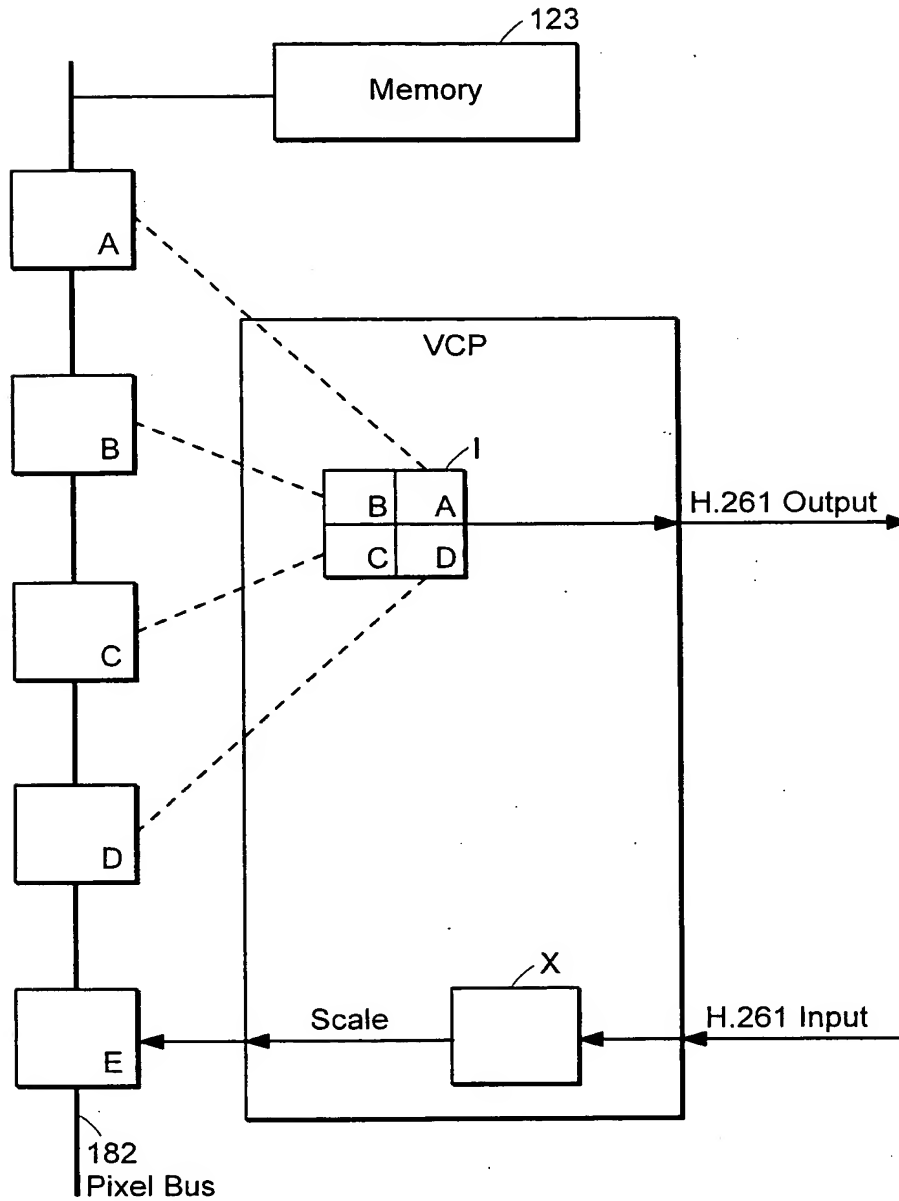 123
Memory
A
VCP
B
I
B A
C D
H.261 Output
C
D
X
Scale
H.261 Input
E
182
Pixel Bus